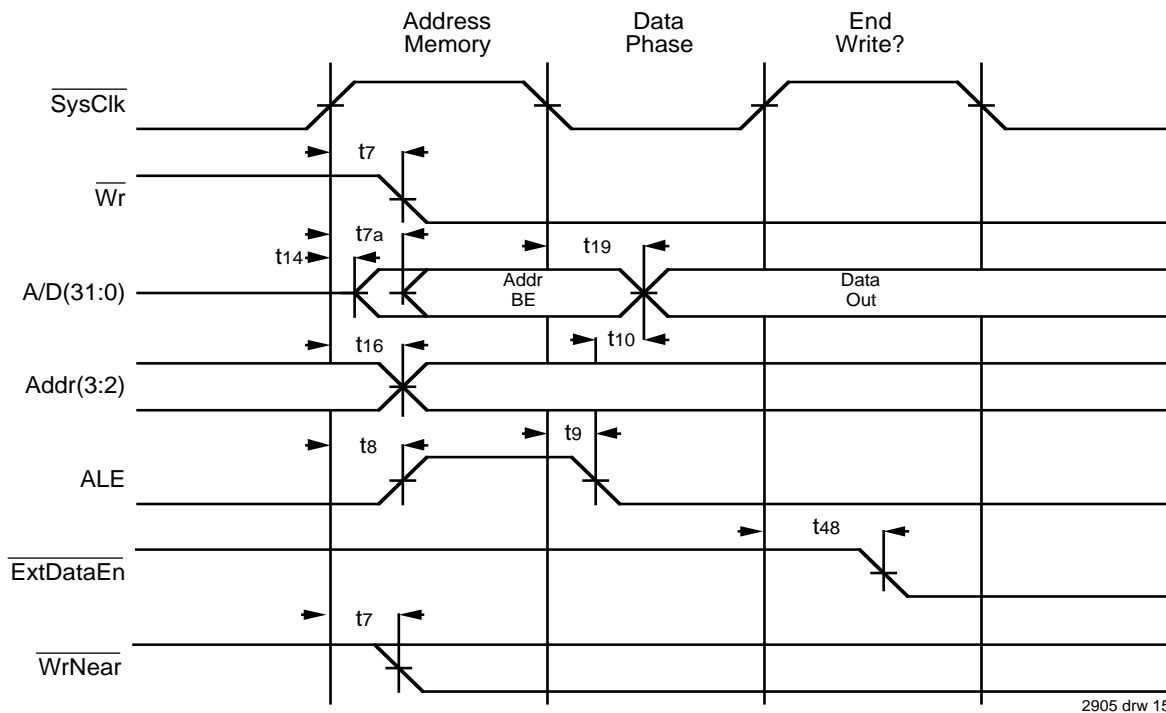 Address Data End
Memory Phase Write?
SysClk
t7
Wr
t7a
t14 t19
A/D(31:0) Addr Data
BE Out
t16 t10
Addr(3:2)
t8 t9
ALE
t48
ExtDataEn
t7
WrNear
2905 drw 15